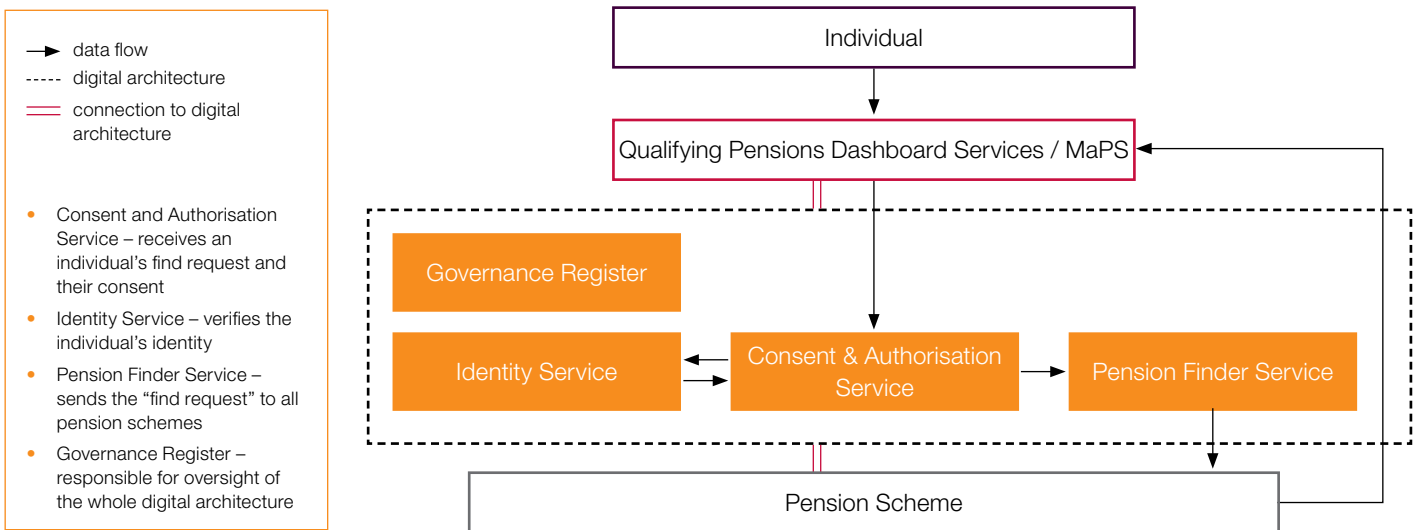 data flow
digital architecture
connection to digital
architecture
• Consent and Authorisation
Service – receives an
individual's find request and
their consent
• Identity Service – verifies the
individual's identity
• Pension Finder Service –
sends the “find request” to all
pension schemes
• Governance Register –
responsible for oversight of
the whole digital architecture
Individual
Qualifying Pensions Dashboard Services / MaPS
Governance Register
Identity Service
Consent & Authorisation
Service
Pension Finder Service
Pension Scheme